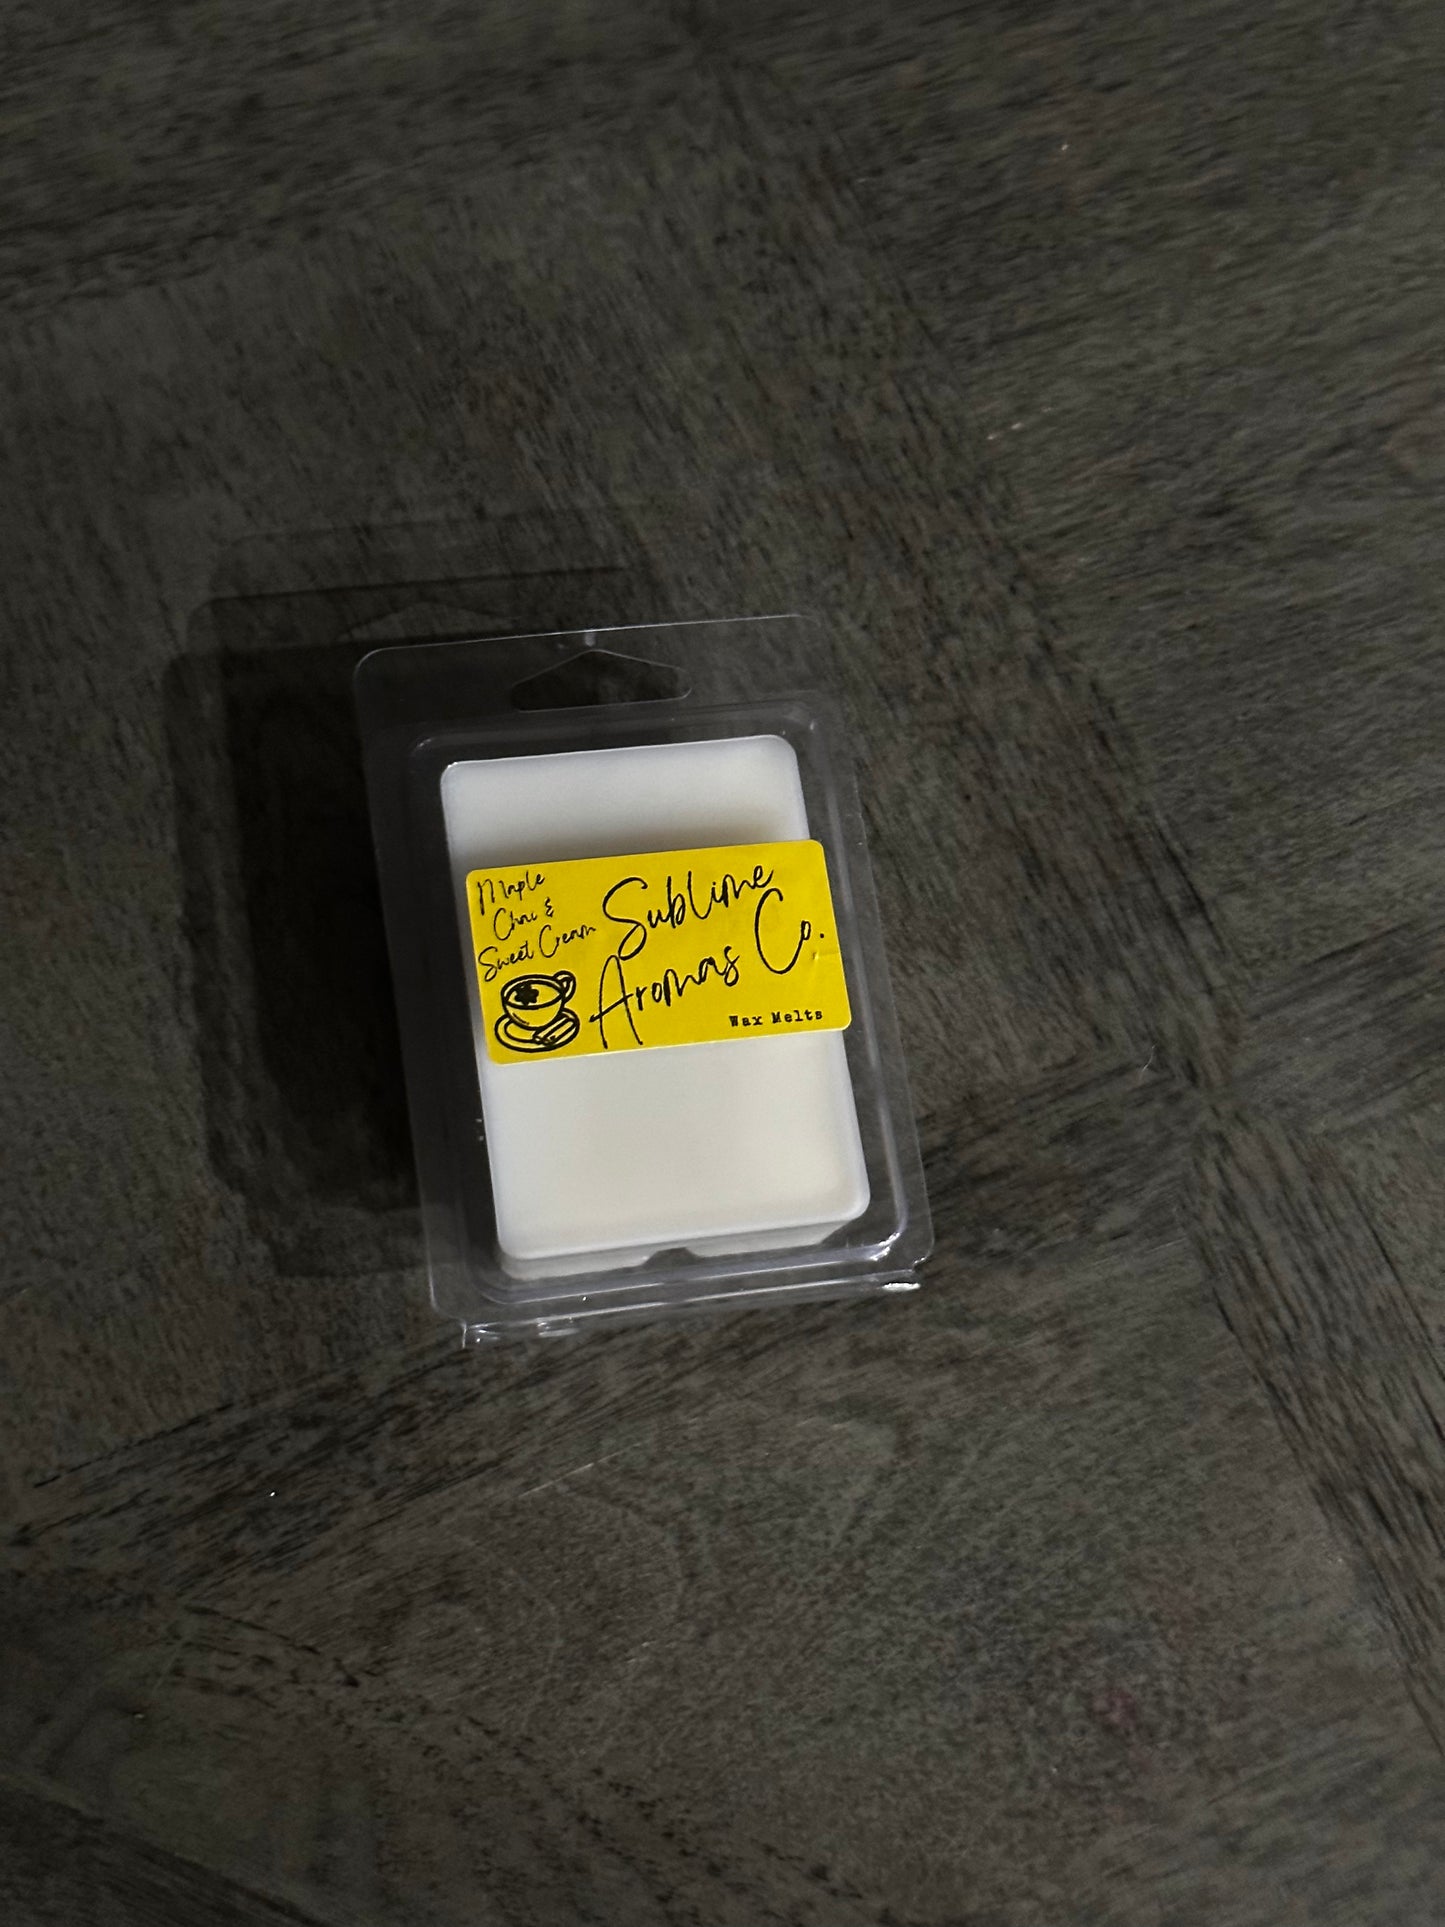 Maple
Chai &
Sweet Cream
Sublime
Aromas Co.
Wax Melts